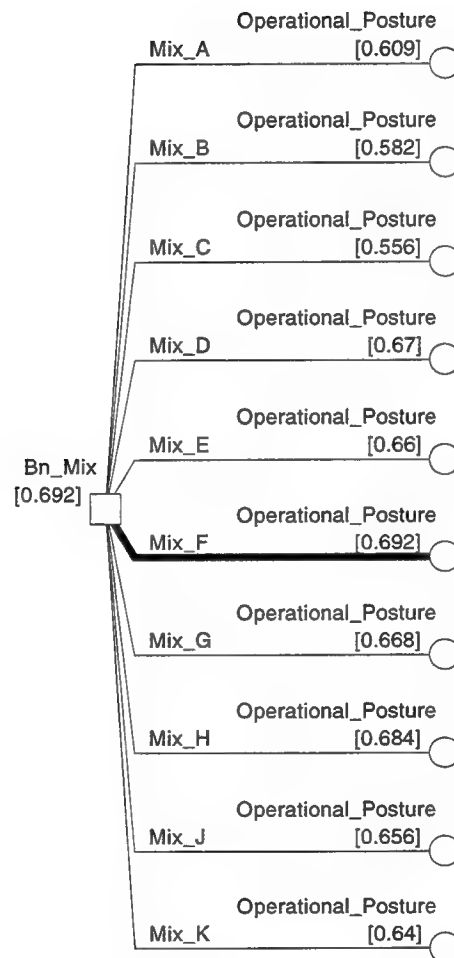 Operational_Posture
Mix_A [0.609]
Operational_Posture
Mix_B [0.582]
Operational_Posture
Mix_C [0.556]
Operational_Posture
Mix_D [0.67]
Operational_Posture
Mix_E [0.66]
Bn_Mix
[0.692]
Operational_Posture
Mix_F [0.692]
Operational_Posture
Mix_G [0.668]
Operational_Posture
Mix_H [0.684]
Operational_Posture
Mix_J [0.656]
Operational_Posture
Mix_K [0.64]